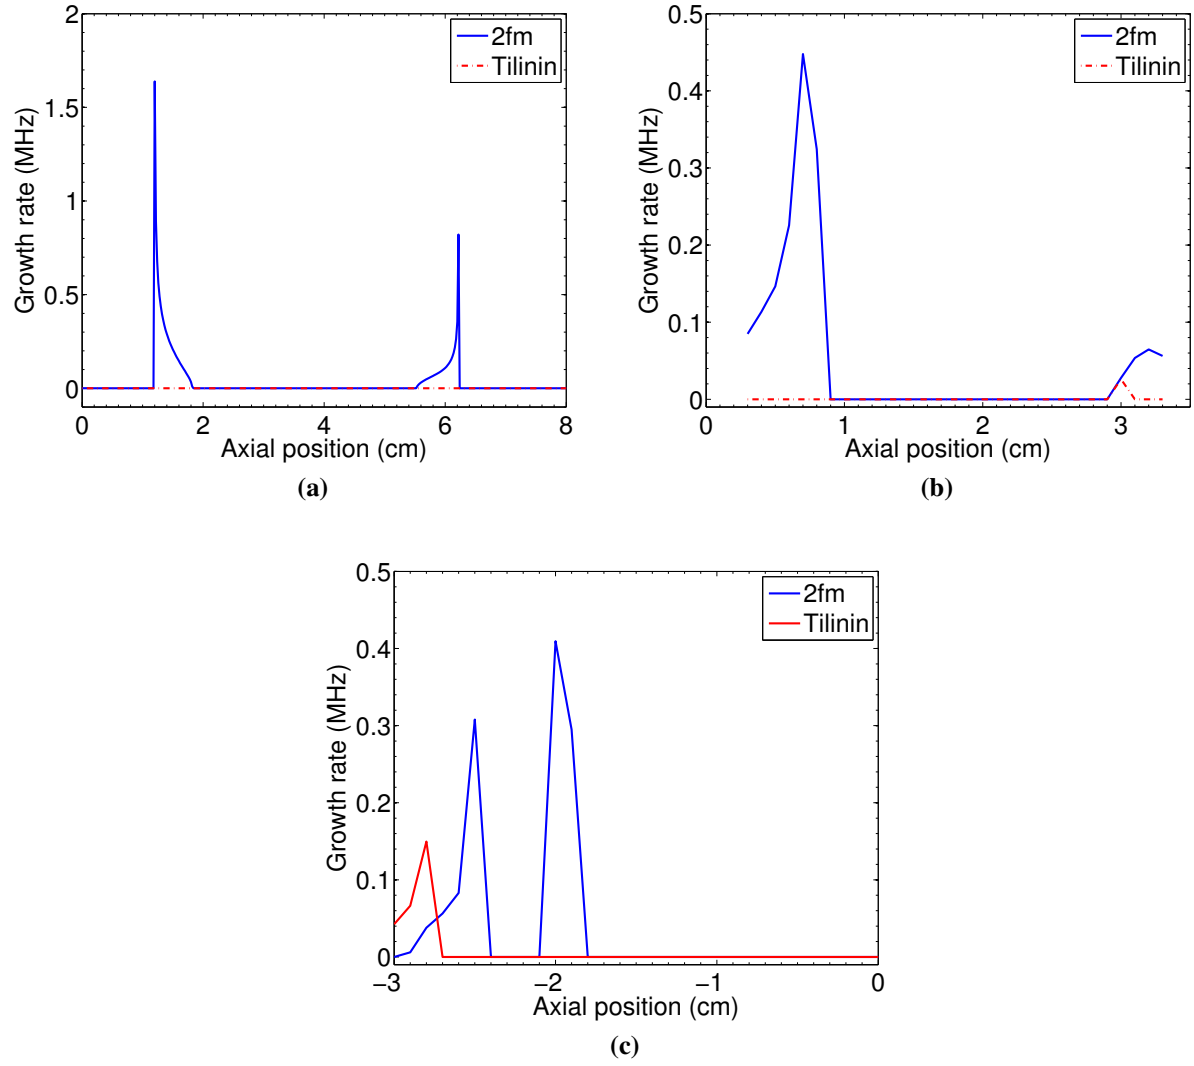 2
1.5
1
0.5
0
Growth rate (MHz)
2fm
Tilinin
0 2 4 6 8
Axial position (cm)
(a)
0.5
0.4
0.3
0.2
0.1
0
Growth rate (MHz)
2fm
Tilinin
0 1 2 3
Axial position (cm)
(b)
0.5
0.4
0.3
0.2
0.1
0
Growth rate (MHz)
2fm
Tilinin
−3 −2 −1 0
Axial position (cm)
(c)